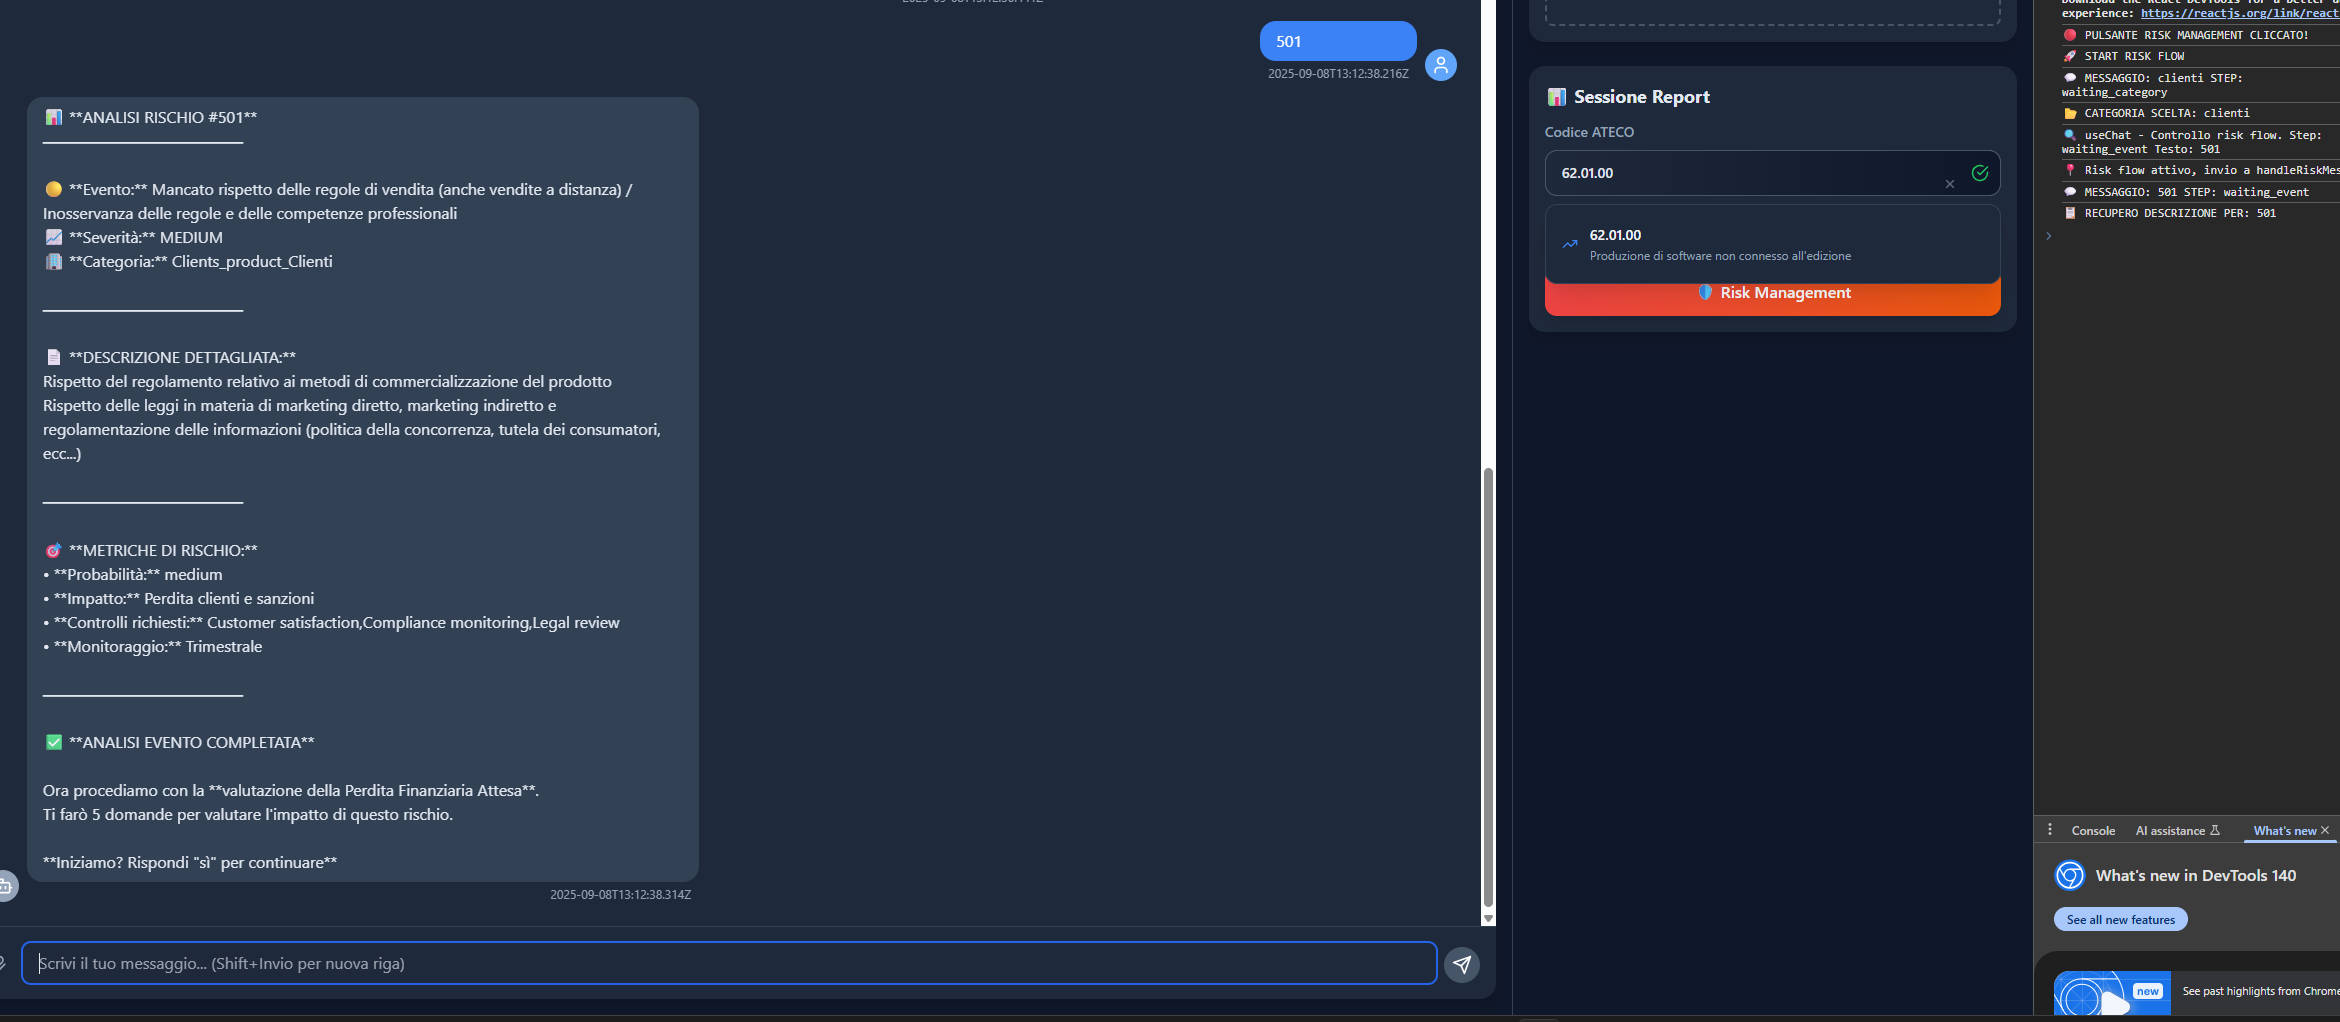 501
2025-09-08T13:12:38.216Z
**ANALISI RISCHIO #501**
**Evento:** Mancato rispetto delle regole di vendita (anche vendite a distanza) /
Inosservanza delle regole e delle competenze professionali
**Severità:** MEDIUM
**Categoria:** Clients_product_Clienti
**DESCRIZIONE DETTAGLIATA:**
Rispetto del regolamento relativo ai metodi di commercializzazione del prodotto
Rispetto delle leggi in materia di marketing diretto, marketing indiretto e
regolamentazione delle informazioni (politica della concorrenza, tutela dei consumatori,
ecc...)
**METRICHE DI RISCHIO:**
• **Probabilità:** medium
• **Impatto:** Perdita clienti e sanzioni
• **Controlli richiesti:** Customer satisfaction,Compliance monitoring,Legal review
• **Monitoraggio:** Trimestrale
**ANALISI EVENTO COMPLETATA**
Ora procediamo con la **valutazione della Perdita Finanziaria Attesa**.
Ti farò 5 domande per valutare l'impatto di questo rischio.
**Iniziamo? Rispondi "sì" per continuare**
2025-09-08T13:12:38.314Z
Scrivi il tuo messaggio... (Shift+Invio per nuova riga)
Sessione Report
Codice ATECO
62.01.00
62.01.00
Produzione di software non connesso all'edizione
Risk Management
experience: https://reactjs.org/link/react
PULSANTE RISK MANAGEMENT CLICCATO!
START RISK FLOW
MESSAGGIO: clienti STEP:
waiting_category
CATEGORIA SCELTA: clienti
useChat - Controllo risk flow. Step:
waiting_event Testo: 501
Risk flow attivo, invio a handleRiskMes
MESSAGGIO: 501 STEP: waiting_event
RECUPERO DESCRIZIONE PER: 501
Console AI assistance What's new
What's new in DevTools 140
See all new features
new
See past highlights from Chrome